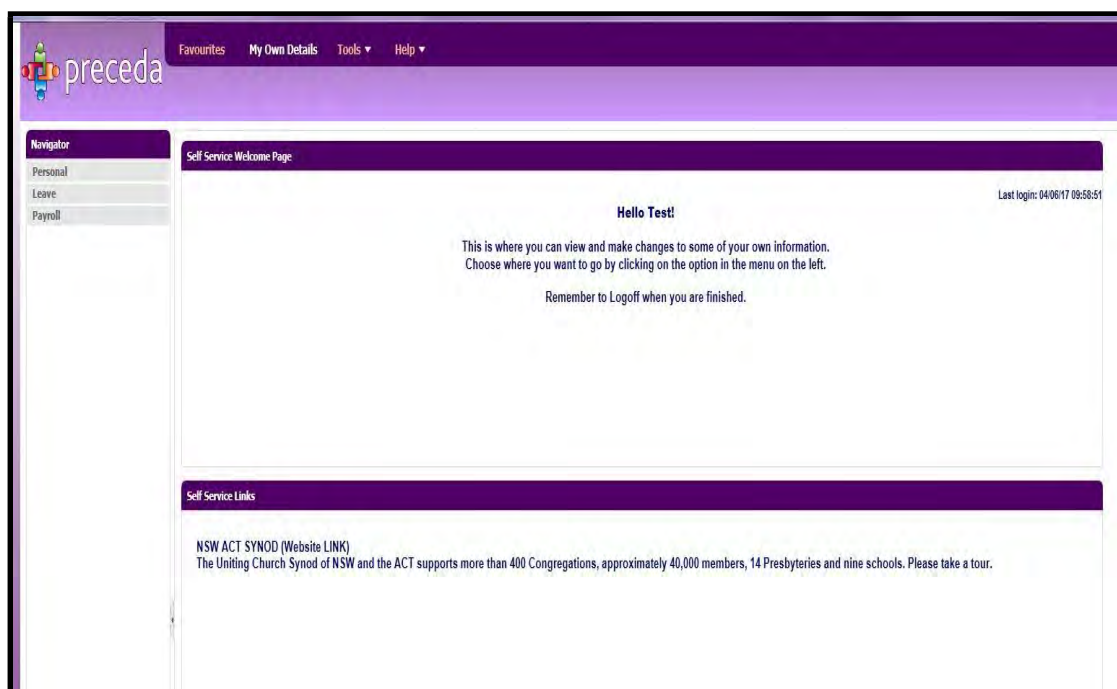 preceda
Favourites My Own Details Tools Help
Navigator
Personal
Leave
Payroll
Self Service Welcome Page
Last login: 04/06/17 09:58:51
Hello Test!
This is where you can view and make changes to some of your own information.
Choose where you want to go by clicking on the option in the menu on the left.
Remember to Logoff when you are finished.
Self Service Links
NSW ACT SYNOD (Website LINK)
The Uniting Church Synod of NSW and the ACT supports more than 400 Congregations, approximately 40,000 members, 14 Presbyteries and nine schools. Please take a tour.